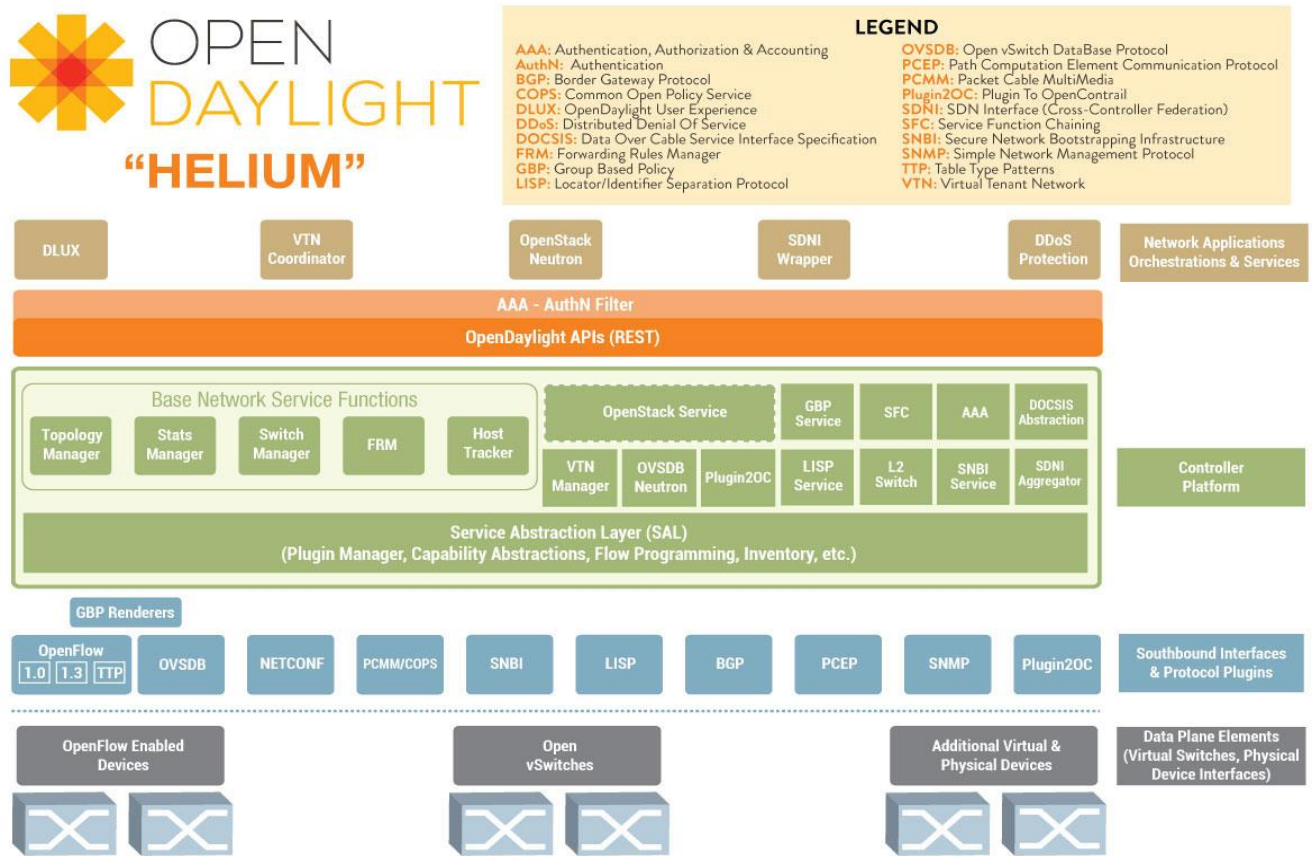 OPEN
DAYLIGHT
“HELIUM”
LEGEND
AAA: Authentication, Authorization & Accounting
AuthN: Authentication
BGP: Border Gateway Protocol
COPS: Common Open Policy Service
DLUX: OpenDaylight User Experience
DDoS: Distributed Denial Of Service
DOCSIS: Data Over Cable Service Interface Specification
FRM: Forwarding Rules Manager
GBP: Group Based Policy
LISP: Locator/Identifier Separation Protocol
OVSDB: Open vSwitch DataBase Protocol
PCEP: Path Computation Element Communication Protocol
PCMM: Packet Cable MultiMedia
Plugin2OC: Plugin To OpenContrail
SDNI: SDN Interface (Cross-Controller Federation)
SFC: Service Function Chaining
SNBI: Secure Network Bootstrapping Infrastructure
SNMP: Simple Network Management Protocol
TTP: Table Type Patterns
VTN: Virtual Tenant Network
DLUX
VTN
Coordinator
OpenStack
Neutron
SDNI
Wrapper
DDoS
Protection
Network Applications
Orchestrations & Services
AAA - AuthN Filter
OpenDaylight APIs (REST)
Base Network Service Functions
Topology
Manager
Stats
Manager
Switch
Manager
FRM
Host
Tracker
OpenStack Service
GBP
Service
SFC
AAA
DOCSIS
Abstraction
VTN
Manager
OVSDB
Neutron
Plugin2OC
LISP
Service
L2
Switch
SNBI
Service
SDNI
Aggregator
Controller
Platform
Service Abstraction Layer (SAL)
(Plugin Manager, Capability Abstractions, Flow Programming, Inventory, etc.)
GBP Renderers
OpenFlow
1.0 1.3 TTP
OVSDB
NETCONF
PCMM/COPS
SNBI
LISP
BGP
PCEP
SNMP
Plugin2OC
Southbound Interfaces
& Protocol Plugins
OpenFlow Enabled
Devices
Open
vSwitches
Additional Virtual &
Physical Devices
Data Plane Elements
(Virtual Switches, Physical
Device Interfaces)